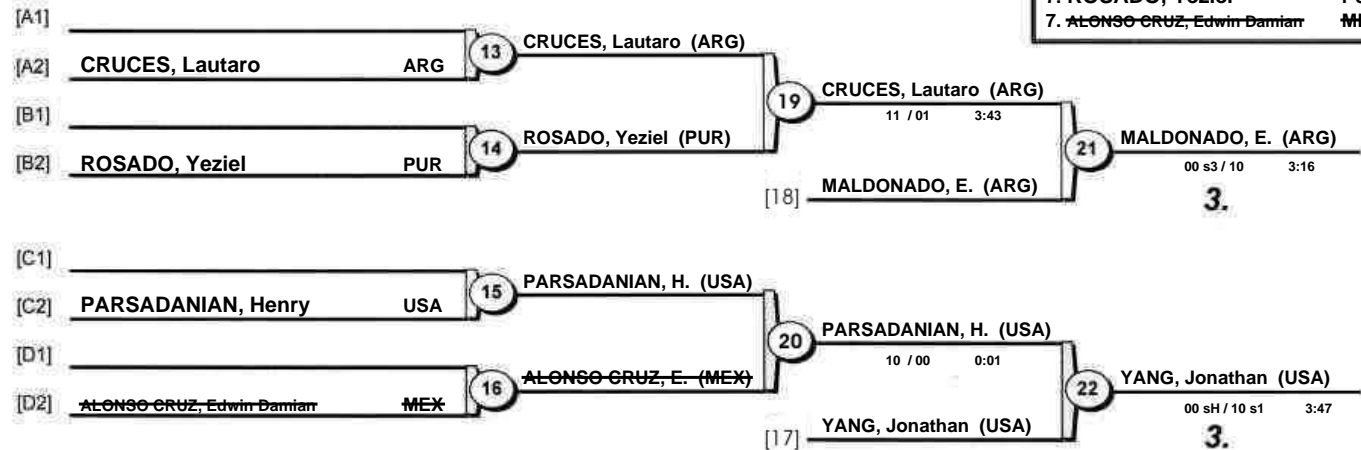 7. ROSADO, Yeziel
7. ALONSO CRUZ, Edwin Damian
[A1]
[A2] CRUCES, Lautaro ARG
13 CRUCES, Lautaro (ARG)
[B1]
[B2] ROSADO, Yeziel PUR
14 ROSADO, Yeziel (PUR)
19 CRUCES, Lautaro (ARG)
11 / 01 3:43
[18] MALDONADO, E. (ARG)
21 MALDONADO, E. (ARG)
00 s3 / 10 3:16
3.
[C1]
[C2] PARSADANIAN, Henry USA
15 PARSADANIAN, H. (USA)
[D1]
[D2] ALONSO CRUZ, Edwin Damian MEX
16 ALONSO CRUZ, E. (MEX)
20 PARSADANIAN, H. (USA)
10 / 00 0:01
[17] YANG, Jonathan (USA)
22 YANG, Jonathan (USA)
00 sH / 10 s1 3:47
3.